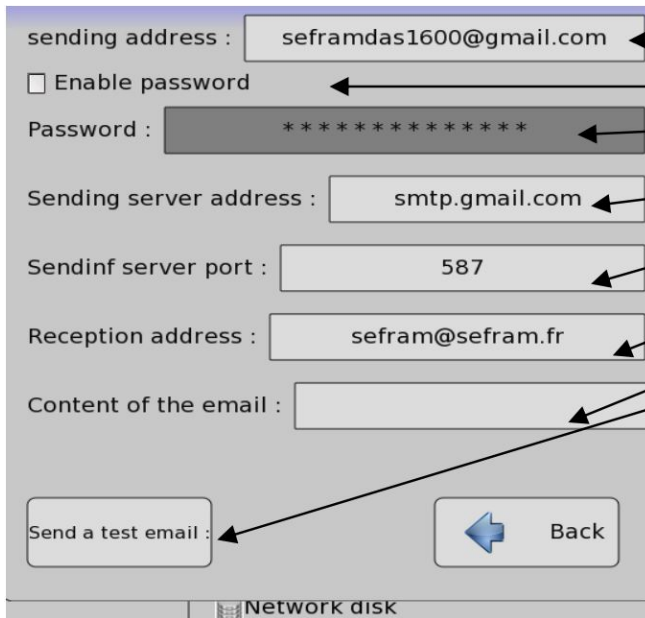 sending address : seframdas1600@gmail.com
Enable password
Password : **************
Sending server address : smtp.gmail.com
Sendinf server port : 587
Reception address : sefram@sefram.fr
Content of the email :
Send a test email : Back
Network disk